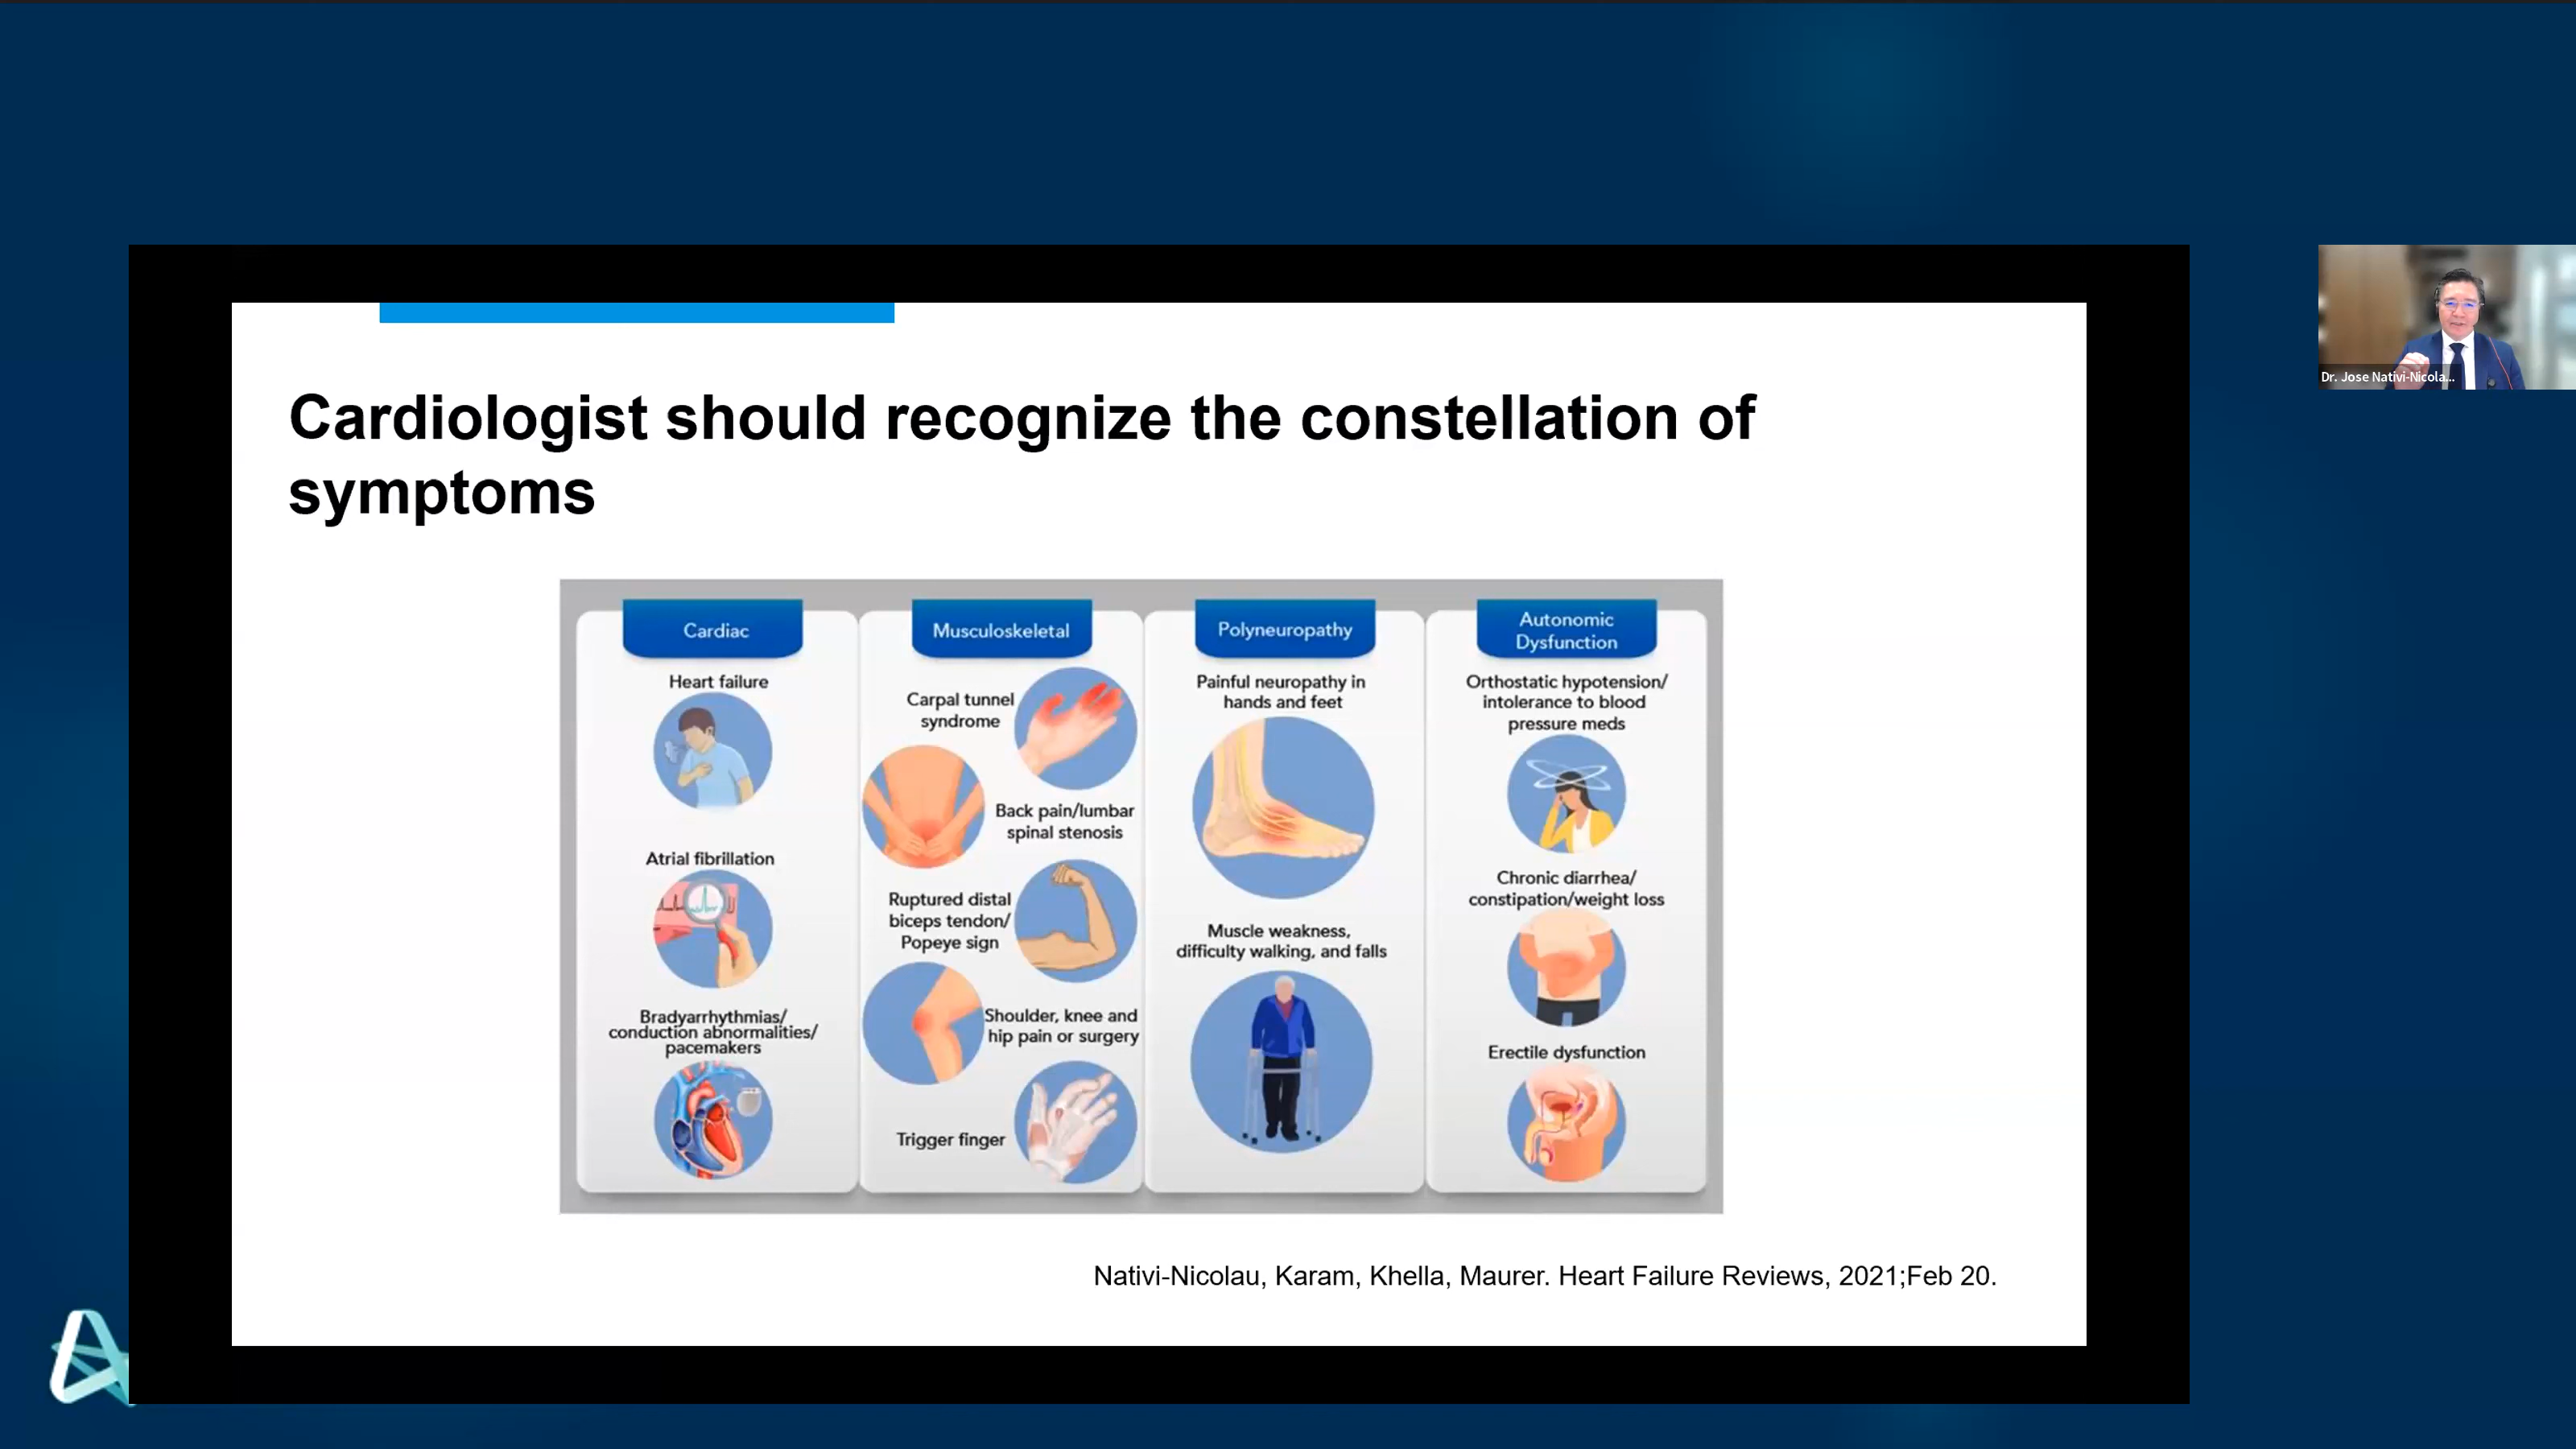 Cardiologist should recognize the constellation of
symptoms
Cardiac
Heart failure
Atrial fibrillation
Bradyarrhythmias/
conduction abnormalities/
pacemakers
Musculoskeletal
Carpal tunnel
syndrome
Back pain/lumbar
spinal stenosis
Ruptured distal
biceps tendon/
Popeye sign
Shoulder, knee and
hip pain or surgery
Trigger finger
Polyneuropathy
Painful neuropathy in
hands and feet
Muscle weakness,
difficulty walking, and falls
Autonomic
Dysfunction
Orthostatic hypotension/
intolerance to blood
pressure meds
Chronic diarrhea/
constipation/weight loss
Erectile dysfunction
Nativi-Nicolau, Karam, Khella, Maurer. Heart Failure Reviews, 2021;Feb 20.
Dr. Jose Nativi-Nicola...